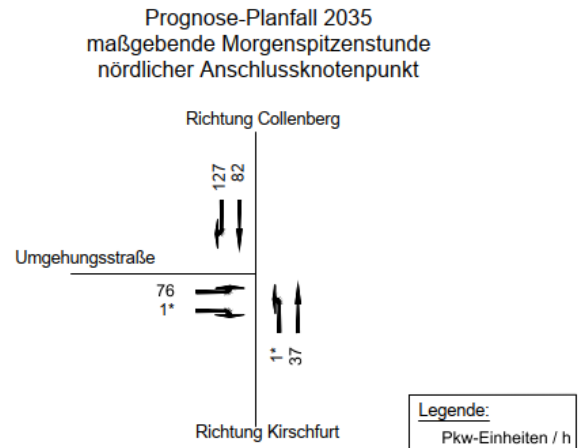 Prognose-Planfall 2035
maßgebende Morgenspitzenstunde
nördlicher Anschlussknotenpunkt
Richtung Collenberg
127
82
Umgehungsstraße
76
1*
1*
37
Richtung Kirschfurt
Legende:
Pkw-Einheiten / h